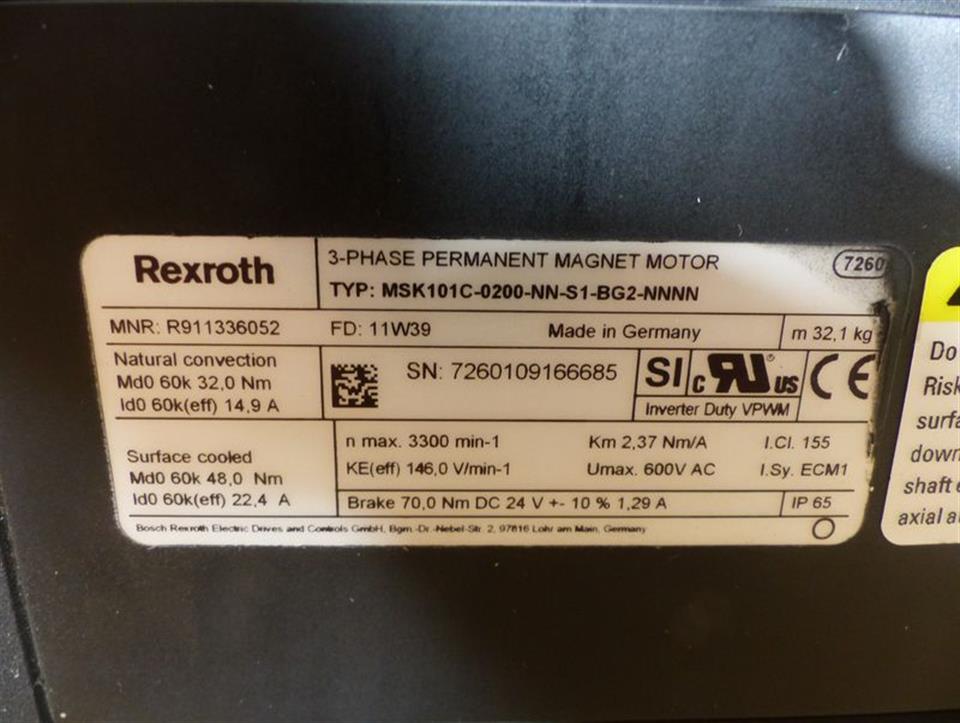 Rexroth
3-PHASE PERMANENT MAGNET MOTOR
7260
TYP: MSK101C-0200-NN-S1-BG2-NNNN
MNR: R911336052
FD: 11W39
Made in Germany
m 32,1 kg
Natural convection
Md0 60k 32,0 Nm
Id0 60k(eff) 14,9 A
SN: 7260109166685
SI
c RU® US
CE
Inverter Duty VPWM
Surface cooled
Md0 60k 48,0 Nm
Id0 60k(eff) 22,4 A
n max. 3300 min-1
Km 2,37 Nm/A
I.Cl. 155
KE(eff) 146,0 V/min-1
Umax. 600V AC
I.Sy. ECM1
Brake 70,0 Nm DC 24 V +- 10 % 1,29 A
IP 65
Bosch Rexroth Electric Drives and Controls GmbH, Bgm.-Dr.-Nebel-Str. 2, 97816 Lohr am Main, Germany
Do
Risk
surfa
down
shaft e
axial a